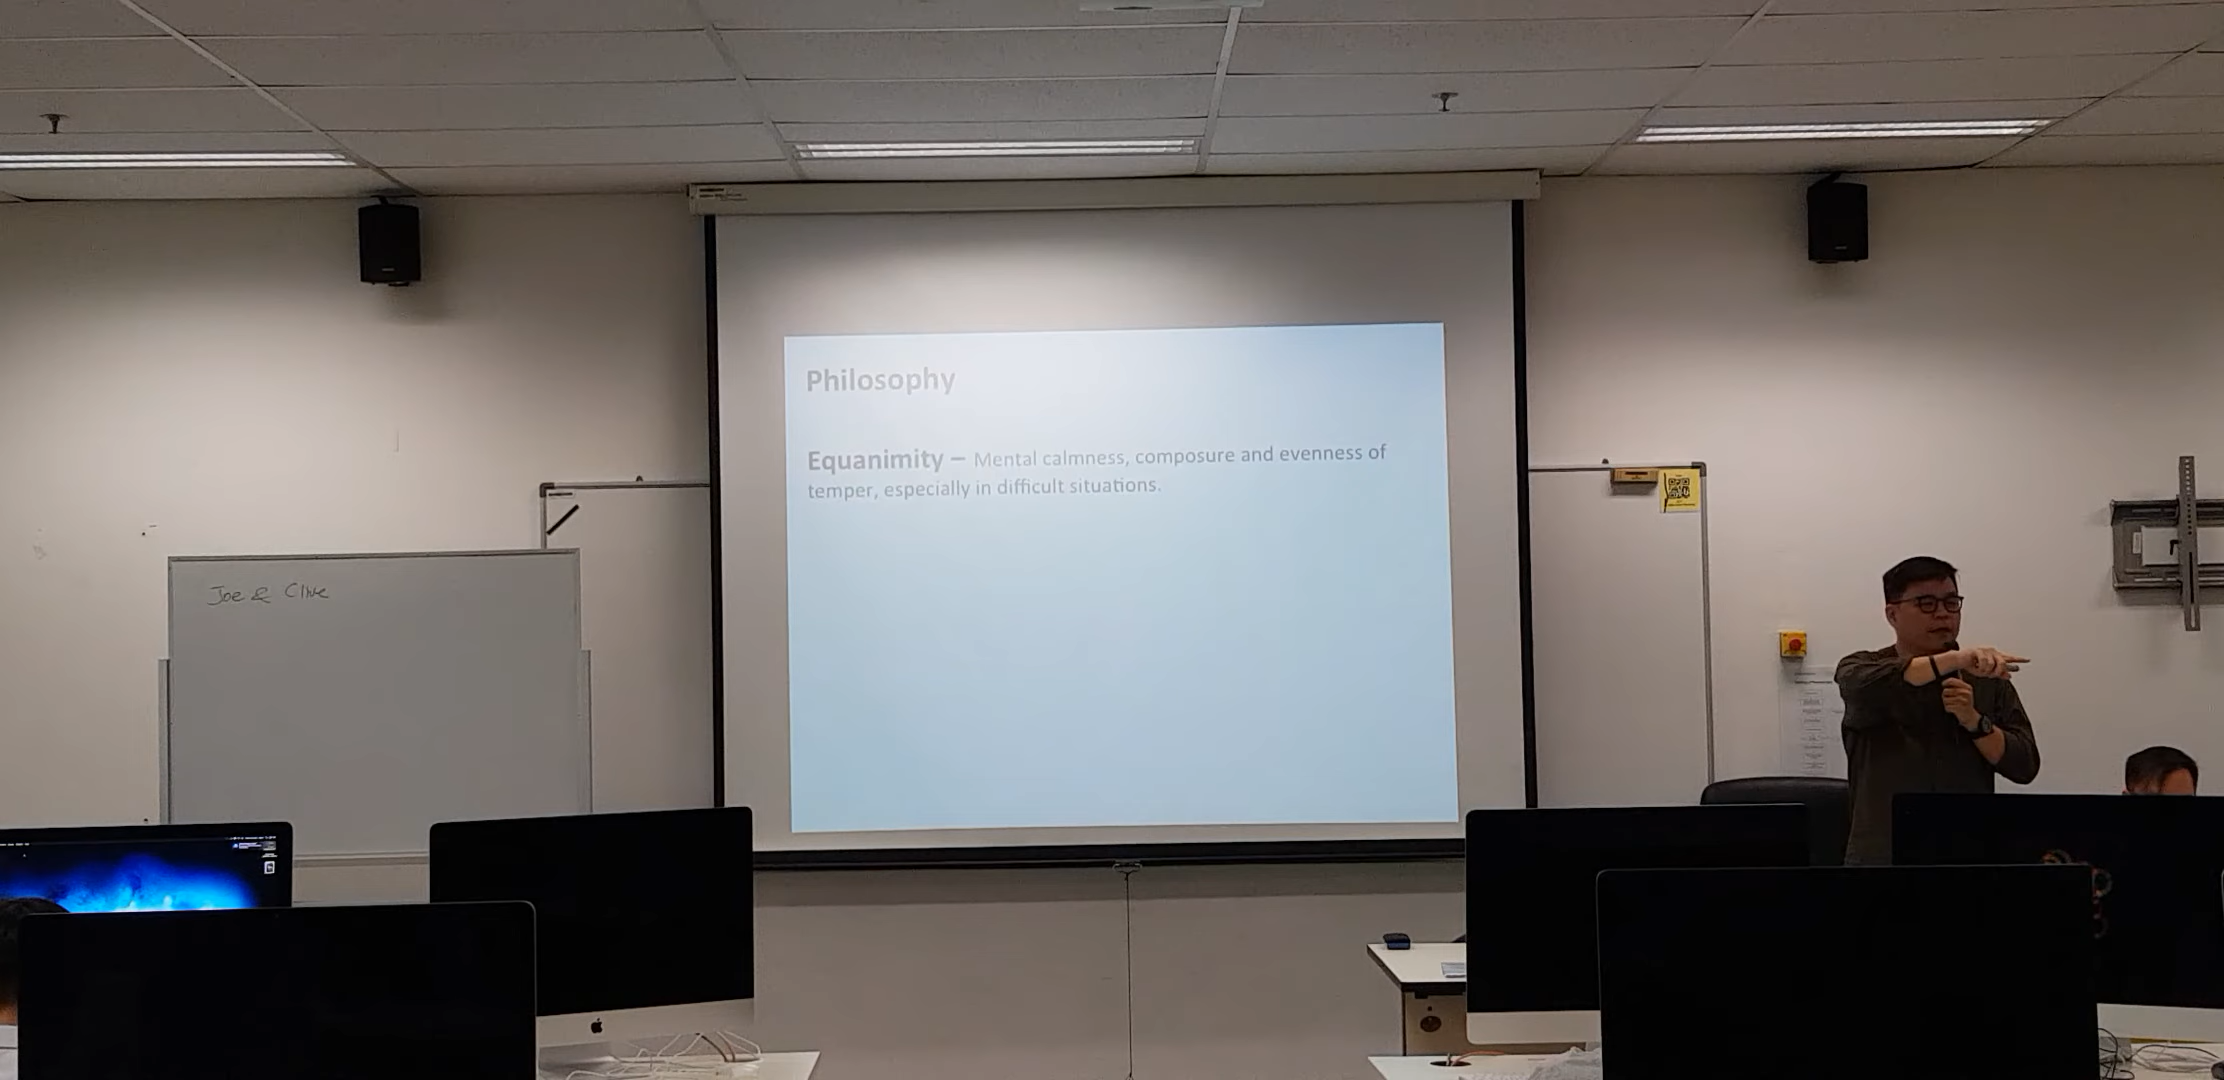 Philosophy
Equanimity – Mental calmness, composure and evenness of
temper, especially in difficult situations.
Joe & Clive